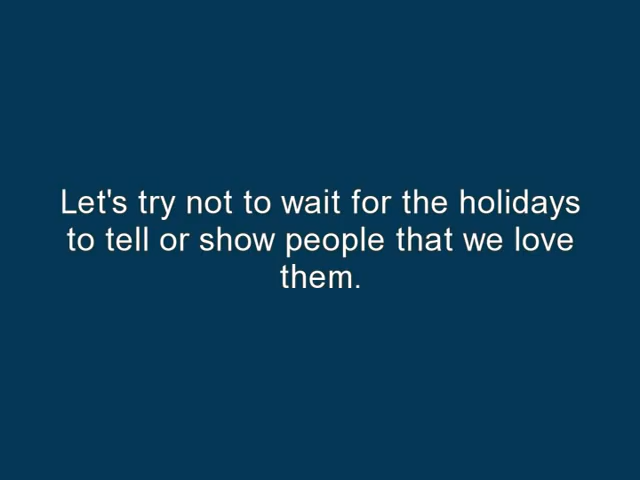 Let's try not to wait for the holidays
to tell or show people that we love
them.